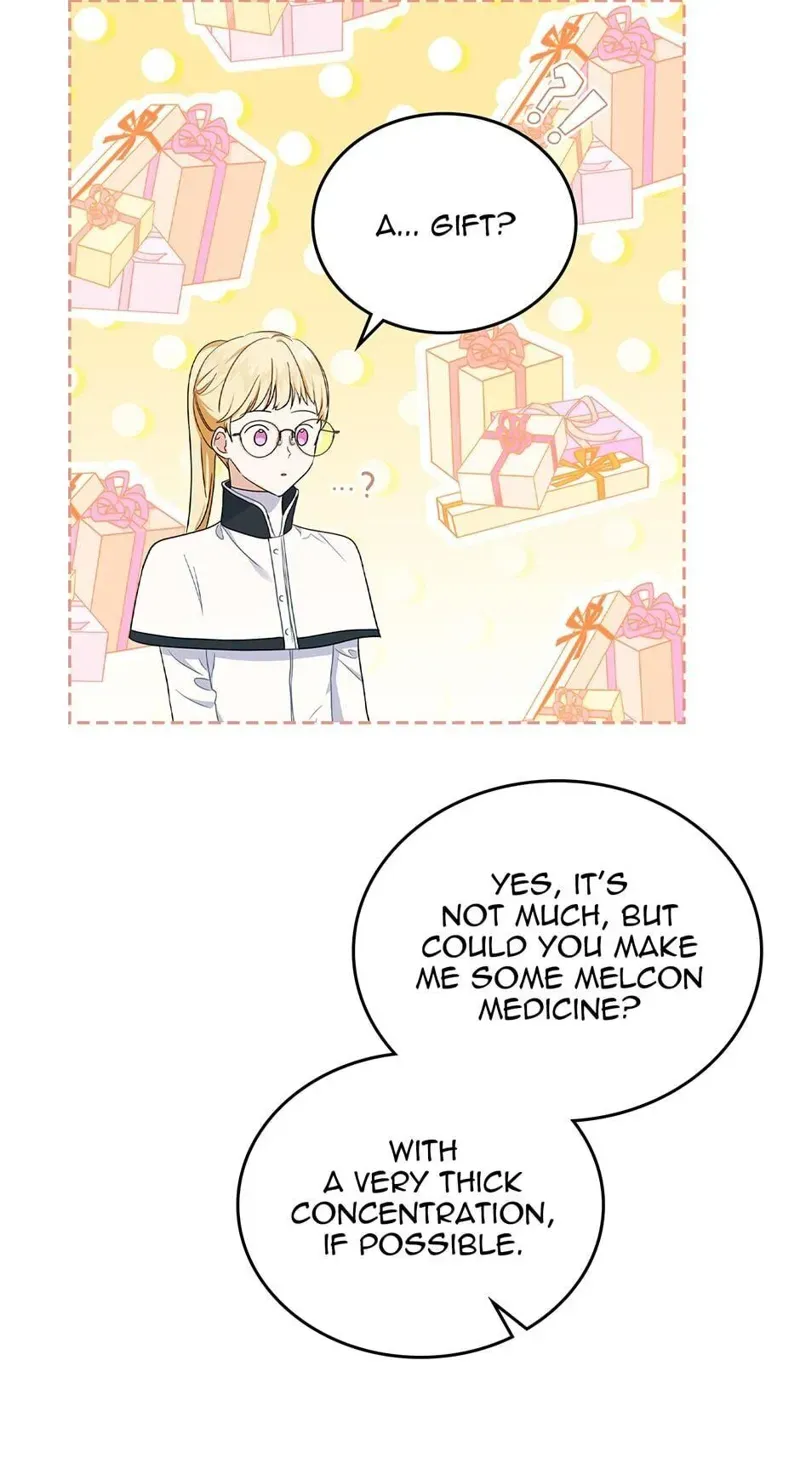 ?!
A... GIFT?
...?
YES, IT'S
NOT MUCH, BUT
COULD YOU MAKE
ME SOME MELCON
MEDICINE?
WITH
A VERY THICK
CONCENTRATION,
IF POSSIBLE.